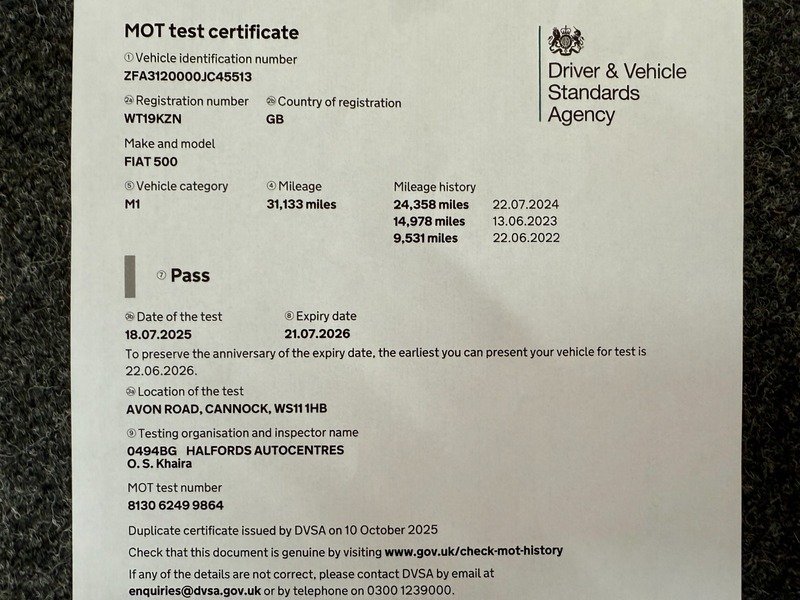 MOT test certificate
① Vehicle identification number
ZFA3120000JC45513
Driver & Vehicle
Standards
Agency
2a Registration number 2b Country of registration
WT19KZN GB
Make and model
FIAT 500
⑤ Vehicle category ④ Mileage Mileage history
M1 31,133 miles 24,358 miles 22.07.2024
14,978 miles 13.06.2023
9,531 miles 22.06.2022
⑦ Pass
3b Date of the test ⑧ Expiry date
18.07.2025 21.07.2026
To preserve the anniversary of the expiry date, the earliest you can present your vehicle for test is
22.06.2026.
3a Location of the test
AVON ROAD, CANNOCK, WS11 1HB
⑨ Testing organisation and inspector name
0494BG HALFORDS AUTOCENTRES
O. S. Khaira
MOT test number
8130 6249 9864
Duplicate certificate issued by DVSA on 10 October 2025
Check that this document is genuine by visiting www.gov.uk/check-mot-history
If any of the details are not correct, please contact DVSA by email at
enquiries@dvsa.gov.uk or by telephone on 0300 1239000.